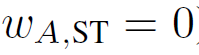 w_{A,ST} = 0)